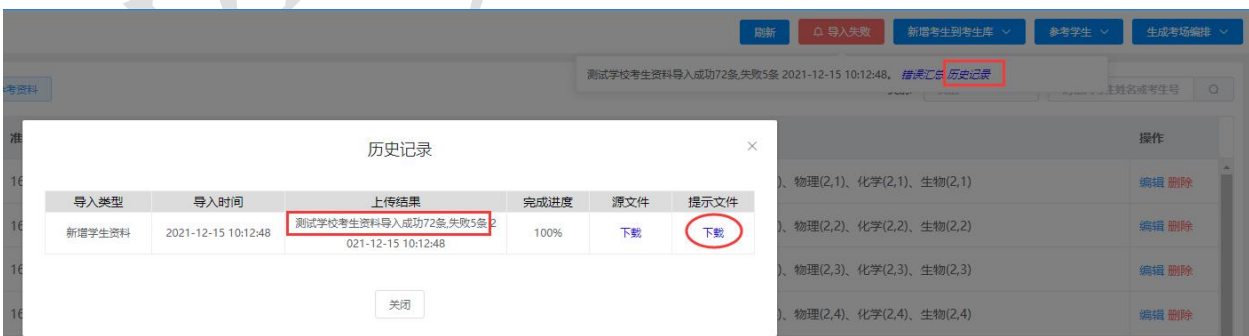 刷新 导入失败 新增考生到考生库 参考学生 生成考场编排
测试学校考生资料导入成功72条,失败5条 2021-12-15 10:12:48。 错误汇总 历史记录
考资料
准
操作
历史记录
16
)、物理(2,1)、化学(2,1)、生物(2,1) 编辑 删除
导入类型 导入时间 上传结果 完成进度 源文件 提示文件
16
新增学生资料 2021-12-15 10:12:48 测试学校考生资料导入成功72条,失败5条 2 100% 下载 下载
021-12-15 10:12:48
)、物理(2,2)、化学(2,2)、生物(2,2) 编辑 删除
16
)、物理(2,3)、化学(2,3)、生物(2,3) 编辑 删除
关闭
16
)、物理(2,4)、化学(2,4)、生物(2,4) 编辑 删除